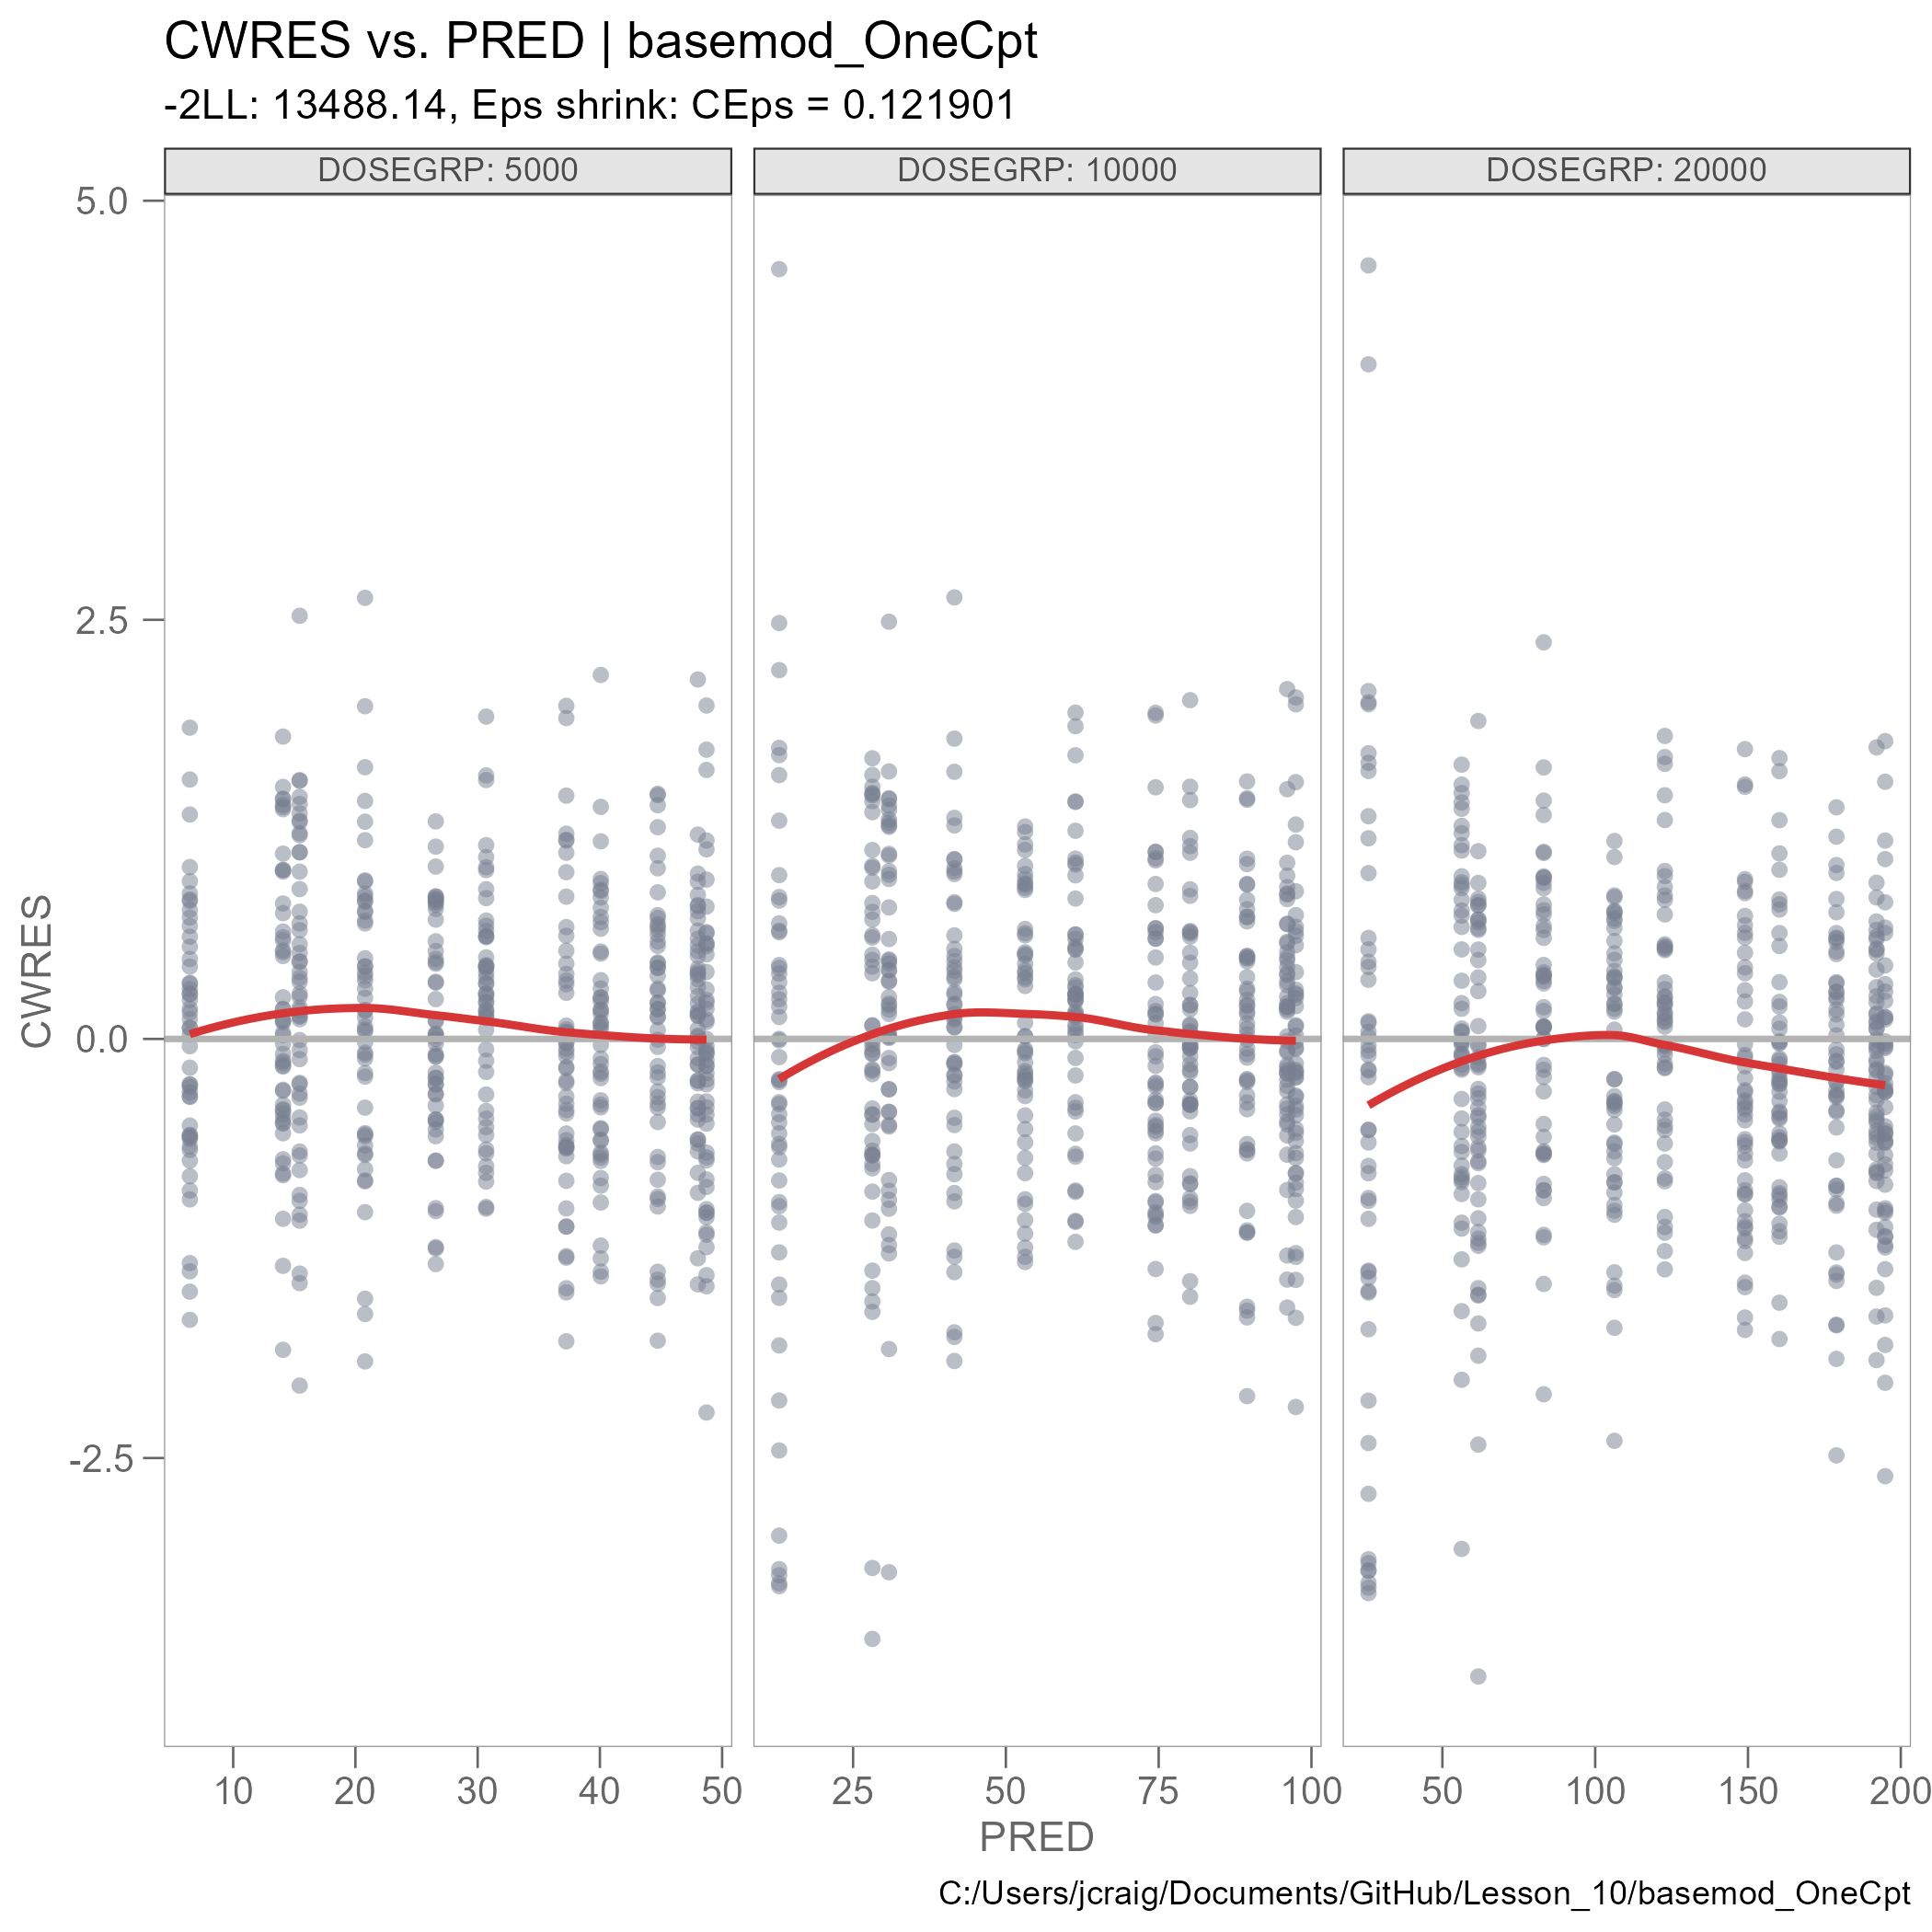 CWRES vs. PRED | basemod_OneCpt
-2LL: 13488.14, Eps shrink: CEps = 0.121901
DOSEGRP: 5000 DOSEGRP: 10000 DOSEGRP: 20000
5.0
2.5
0.0
-2.5
CWRES
10 20 30 40 50 25 50 75 100 50 100 150 200
PRED
C:/Users/jcraig/Documents/GitHub/Lesson_10/basemod_OneCpt